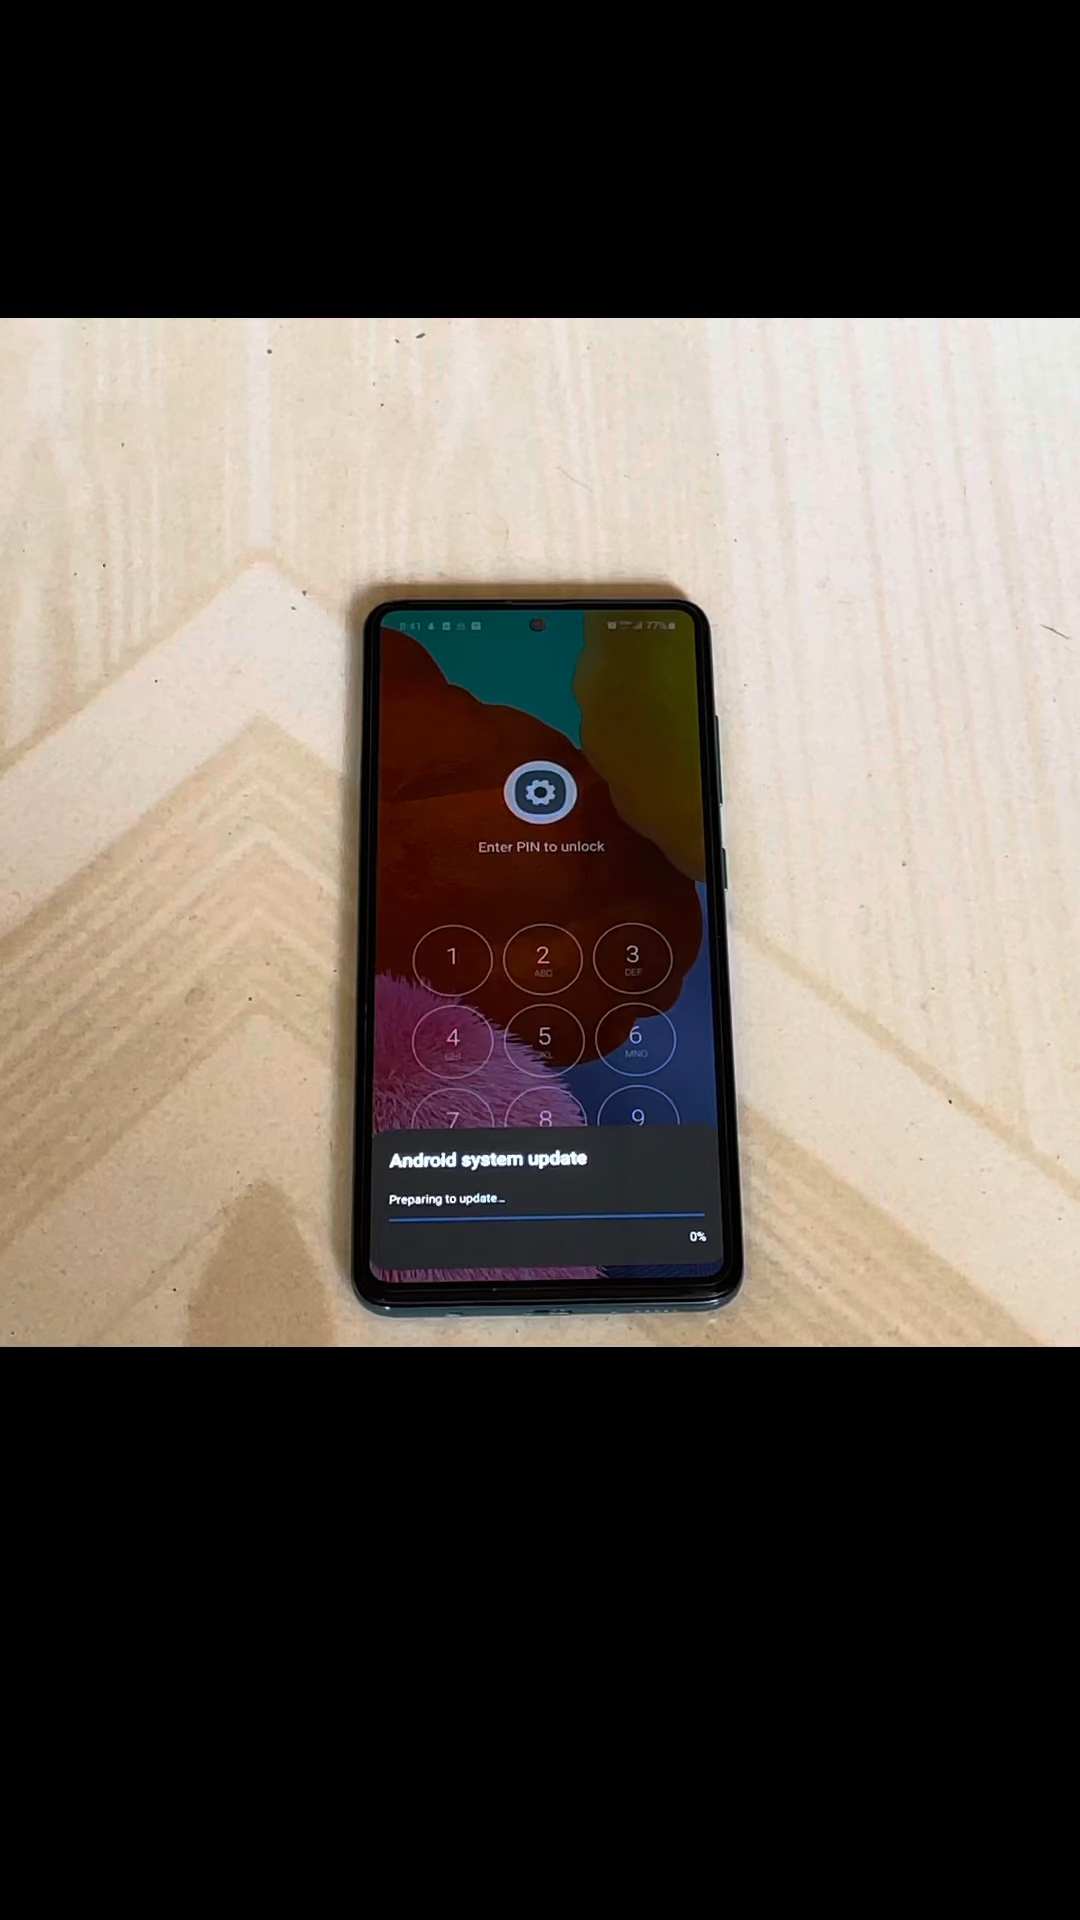 77%
Enter PIN to unlock
1 2 3
ABC DEF
4 5 6
MNO
7 8 9
Android system update
Preparing to update...
0%